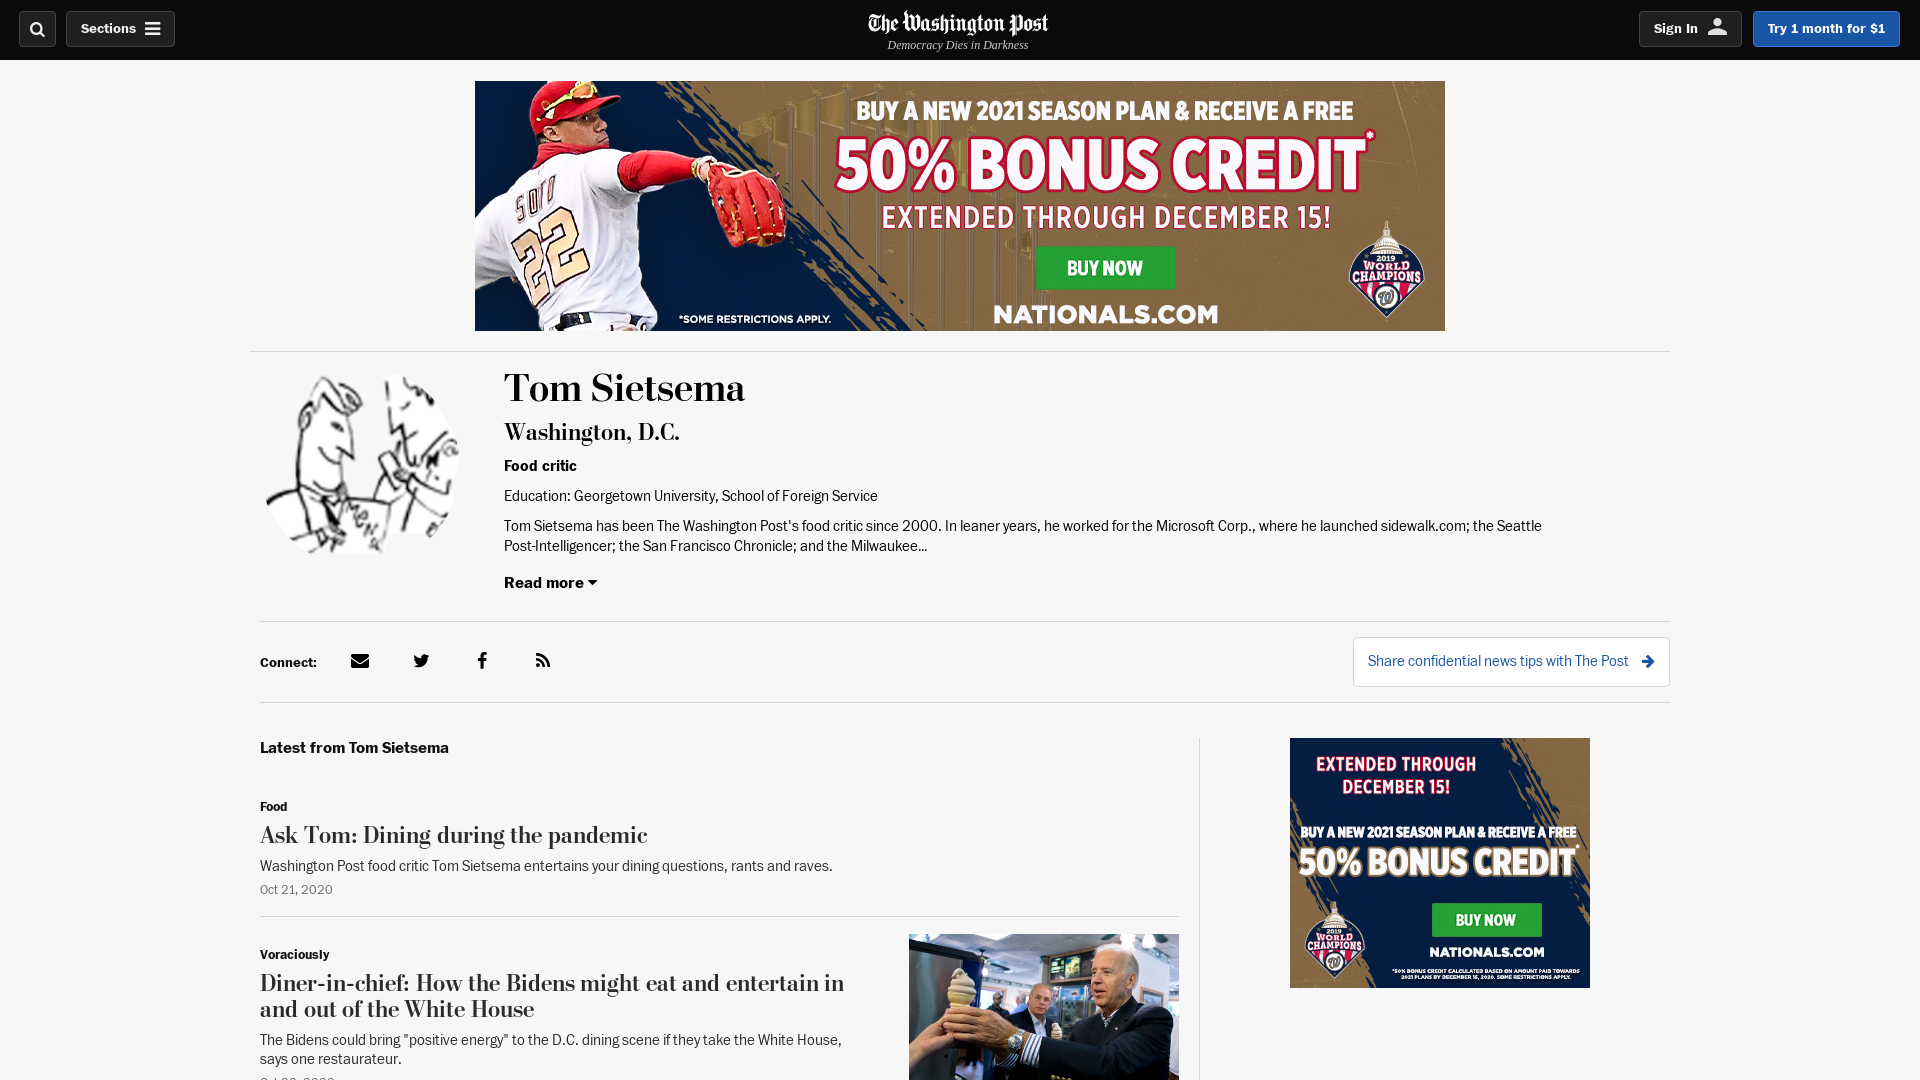 Sections
The Washington Post
Democracy Dies in Darkness
Sign In
Try 1 month for $1
BUY A NEW 2021 SEASON PLAN & RECEIVE A FREE
50% BONUS CREDIT*
EXTENDED THROUGH DECEMBER 15!
BUY NOW
NATIONALS.COM
*SOME RESTRICTIONS APPLY.
22
2019
WORLD
CHAMPIONS
W
Tom Sietsema
Washington, D.C.
Food critic
Education: Georgetown University, School of Foreign Service
Tom Sietsema has been The Washington Post's food critic since 2000. In leaner years, he worked for the Microsoft Corp., where he launched sidewalk.com; the Seattle
Post-Intelligencer; the San Francisco Chronicle; and the Milwaukee...
Read more
Connect:
Share confidential news tips with The Post
Latest from Tom Sietsema
Food
Ask Tom: Dining during the pandemic
Washington Post food critic Tom Sietsema entertains your dining questions, rants and raves.
Oct 21, 2020
Voraciously
Diner-in-chief: How the Bidens might eat and entertain in
and out of the White House
The Bidens could bring "positive energy" to the D.C. dining scene if they take the White House,
says one restaurateur.
EXTENDED THROUGH
DECEMBER 15!
BUY A NEW 2021 SEASON PLAN & RECEIVE A FREE
50% BONUS CREDIT*
BUY NOW
NATIONALS.COM
2019
WORLD
CHAMPIONS
W
*50% BONUS CREDIT CALCULATED BASED ON AMOUNT PAID TOWARDS
2021 PLANS BY DECEMBER 15, 2020. SOME RESTRICTIONS APPLY.